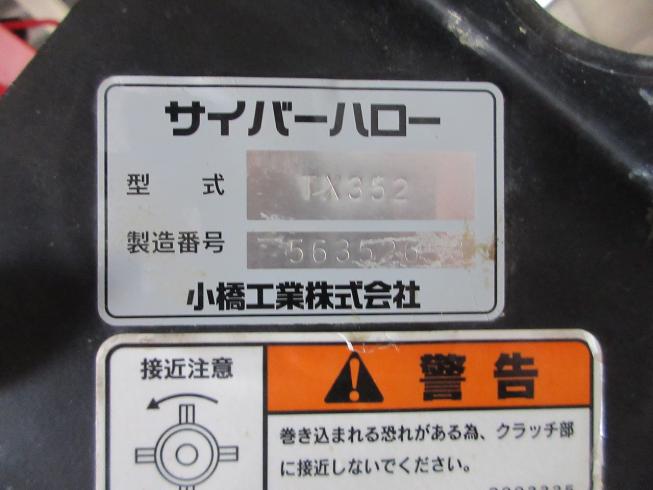 サイバーハロー
型式 TX352
製造番号 563526
小橋工業株式会社
接近注意
警告
巻き込まれる恐れがある為、クラッチ部
に接近しないでください。